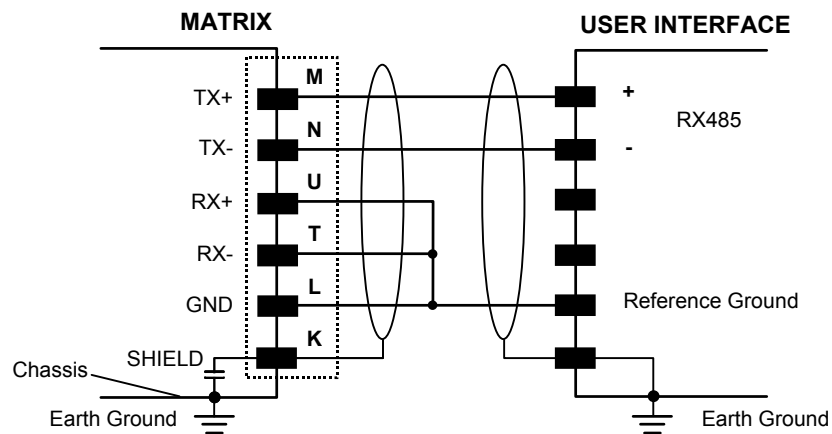 MATRIX
USER INTERFACE
TX+
M
+
RX485
TX-
N
-
RX+
U
RX-
T
GND
L
Reference Ground
SHIELD
K
Chassis
Earth Ground
Earth Ground